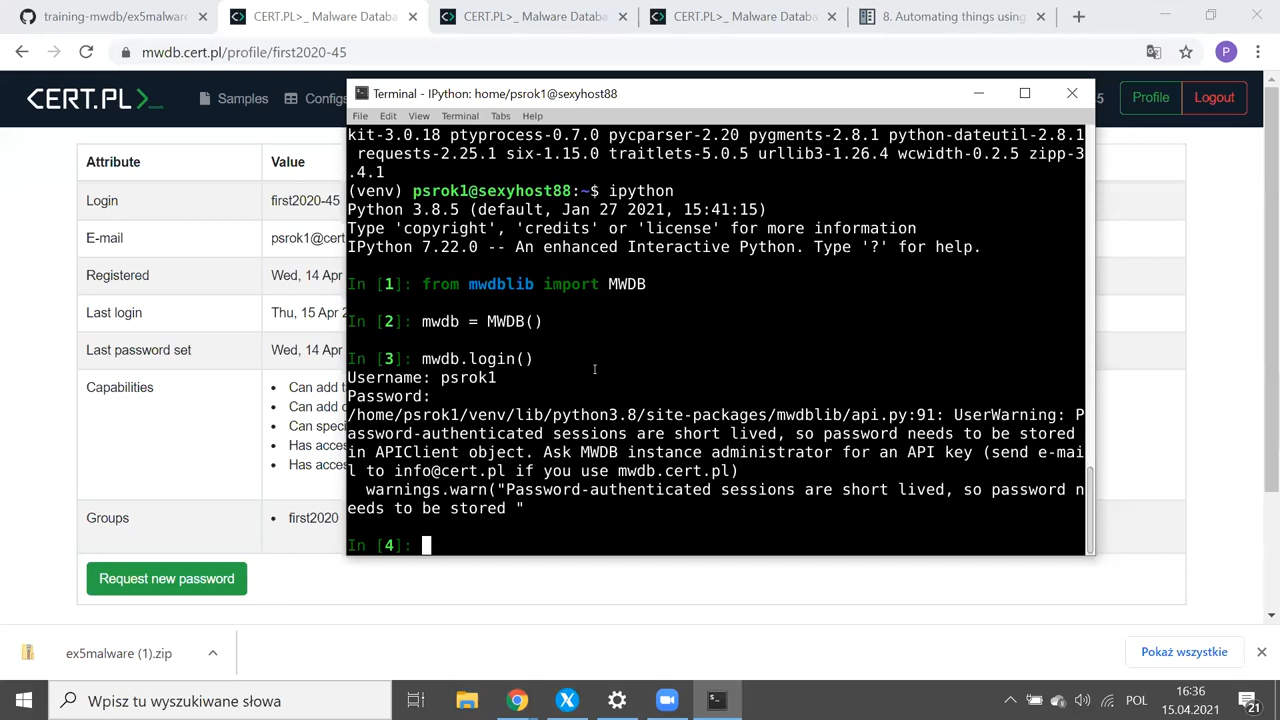 training-mwdb/ex5malware
CERT.PL>_ Malware Databa
CERT.PL>_ Malware Databa
CERT.PL>_ Malware Databa
8. Automating things using
mwdb.cert.pl/profile/first2020-45
P
CERT.PL>_
Samples
Configs
5
Profile
Logout
Terminal - IPython: home/psrok1@sexyhost88
File Edit View Terminal Tabs Help
kit-3.0.18 ptyprocess-0.7.0 pycparser-2.20 pygments-2.8.1 python-dateutil-2.8.1
requests-2.25.1 six-1.15.0 traitlets-5.0.5 urllib3-1.26.4 wcwidth-0.2.5 zipp-3
.4.1
(venv) psrok1@sexyhost88:~$ ipython
Python 3.8.5 (default, Jan 27 2021, 15:41:15)
Type 'copyright', 'credits' or 'license' for more information
IPython 7.22.0 -- An enhanced Interactive Python. Type '?' for help.
In [1]: from mwdblib import MWDB
In [2]: mwdb = MWDB()
In [3]: mwdb.login()
Username: psrok1
Password:
/home/psrok1/venv/lib/python3.8/site-packages/mwdblib/api.py:91: UserWarning: P
assword-authenticated sessions are short lived, so password needs to be stored
in APIClient object. Ask MWDB instance administrator for an API key (send e-mai
l to info@cert.pl if you use mwdb.cert.pl)
warnings.warn("Password-authenticated sessions are short lived, so password n
eeds to be stored "
In [4]:
Attribute Value
Login first2020-45
E-mail psrok1@cert
Registered Wed, 14 Apr
Last login Thu, 15 Apr 2
Last password set Wed, 14 Apr
Capabilities
• Can add t
• Can add c
• Can speci
• Has acces
• Has acces
Groups • first2020
Request new password
ex5malware (1).zip
Pokaż wszystkie
Wpisz tu wyszukiwane słowa
POL
16:36
15.04.2021
21